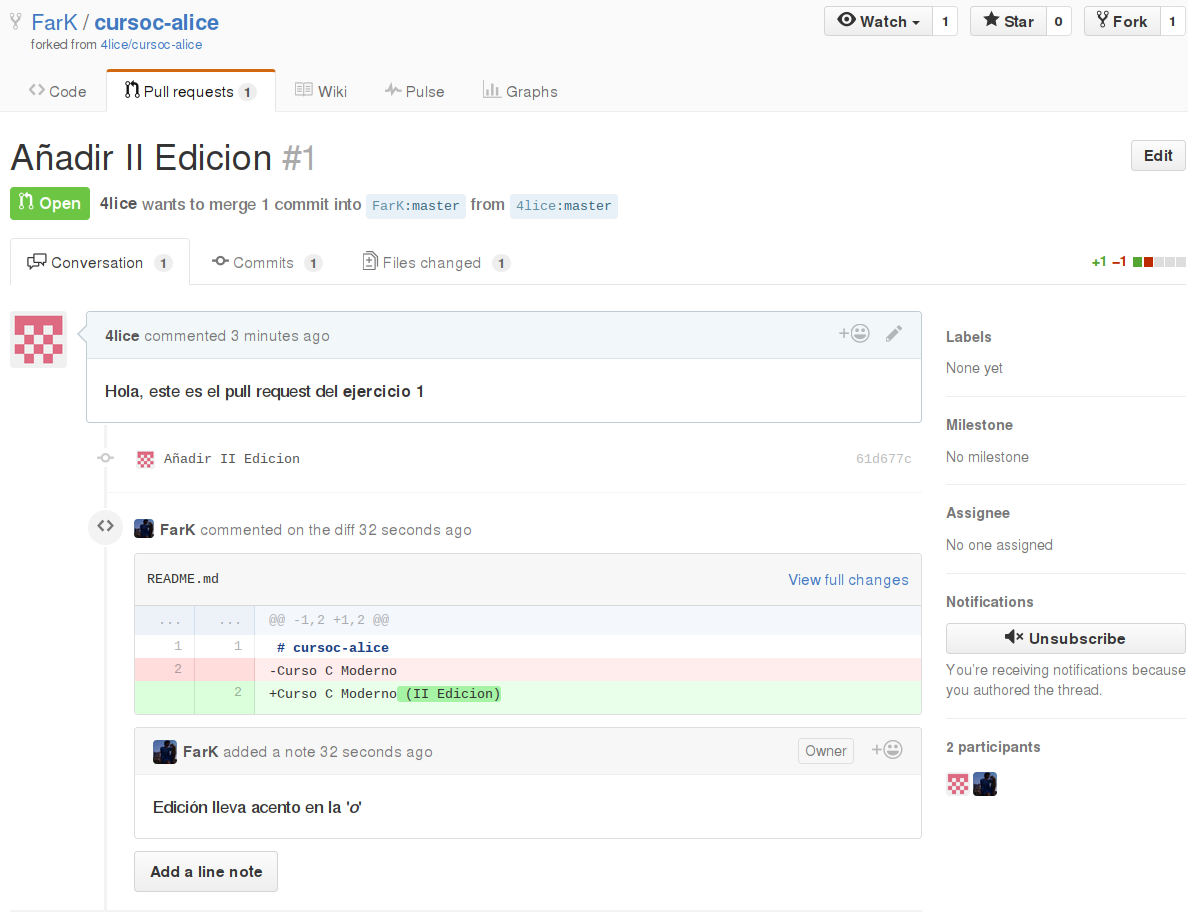 FarK / cursoc-alice
Watch 1
Star 0
Fork 1
forked from 4lice/cursoc-alice
Code
Pull requests 1
Wiki
Pulse
Graphs
Añadir II Edicion #1
Edit
Open
4lice wants to merge 1 commit into FarK:master from 4lice:master
Conversation 1
Commits 1
Files changed 1
+1 −1
4lice commented 3 minutes ago
Hola, este es el pull request del ejercicio 1
Añadir II Edicion 61d677c
FarK commented on the diff 32 seconds ago
README.md
View full changes
... ... @@ -1,2 +1,2 @@
1 1 # cursoc-alice
2 -Curso C Moderno
2 +Curso C Moderno (II Edicion)
FarK added a note 32 seconds ago
Owner
Edición lleva acento en la 'o'
Add a line note
Labels
None yet
Milestone
No milestone
Assignee
No one assigned
Notifications
Unsubscribe
You're receiving notifications because
you authored the thread.
2 participants